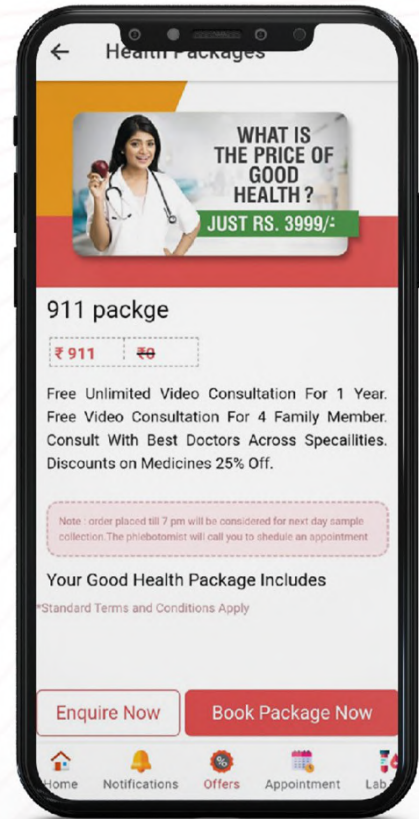 Health Packages
WHAT IS
THE PRICE OF
GOOD
HEALTH ?
JUST RS. 3999/-
911 packge
₹ 911 ₹0
Free Unlimited Video Consultation For 1 Year.
Free Video Consultation For 4 Family Member.
Consult With Best Doctors Across Specailities.
Discounts on Medicines 25% Off.
Note : order placed till 7 pm will be considered for next day sample
collection.The phlebotomist will call you to shedule an appointment
Your Good Health Package Includes
*Standard Terms and Conditions Apply
Enquire Now Book Package Now
Home Notifications Offers Appointment Lab